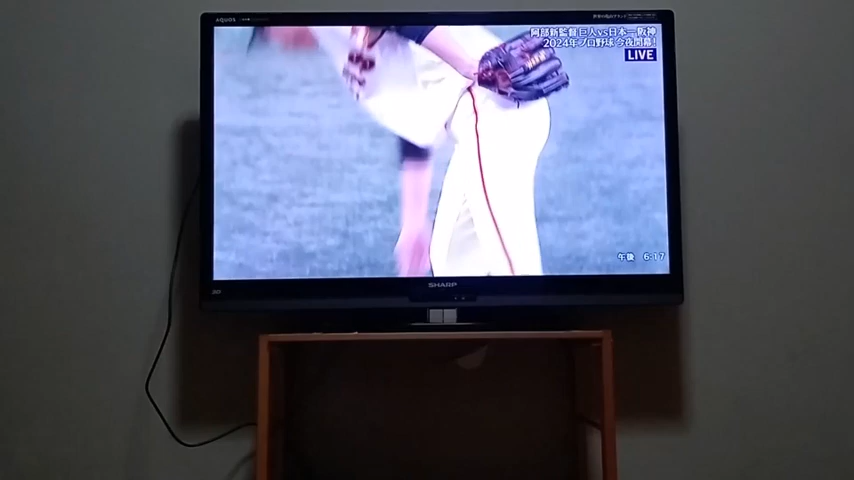 AQUOS
阿部新監督 巨人vs日本一阪神
2024年プロ野球 今夜開幕!
LIVE
午後 6:17
SHARP